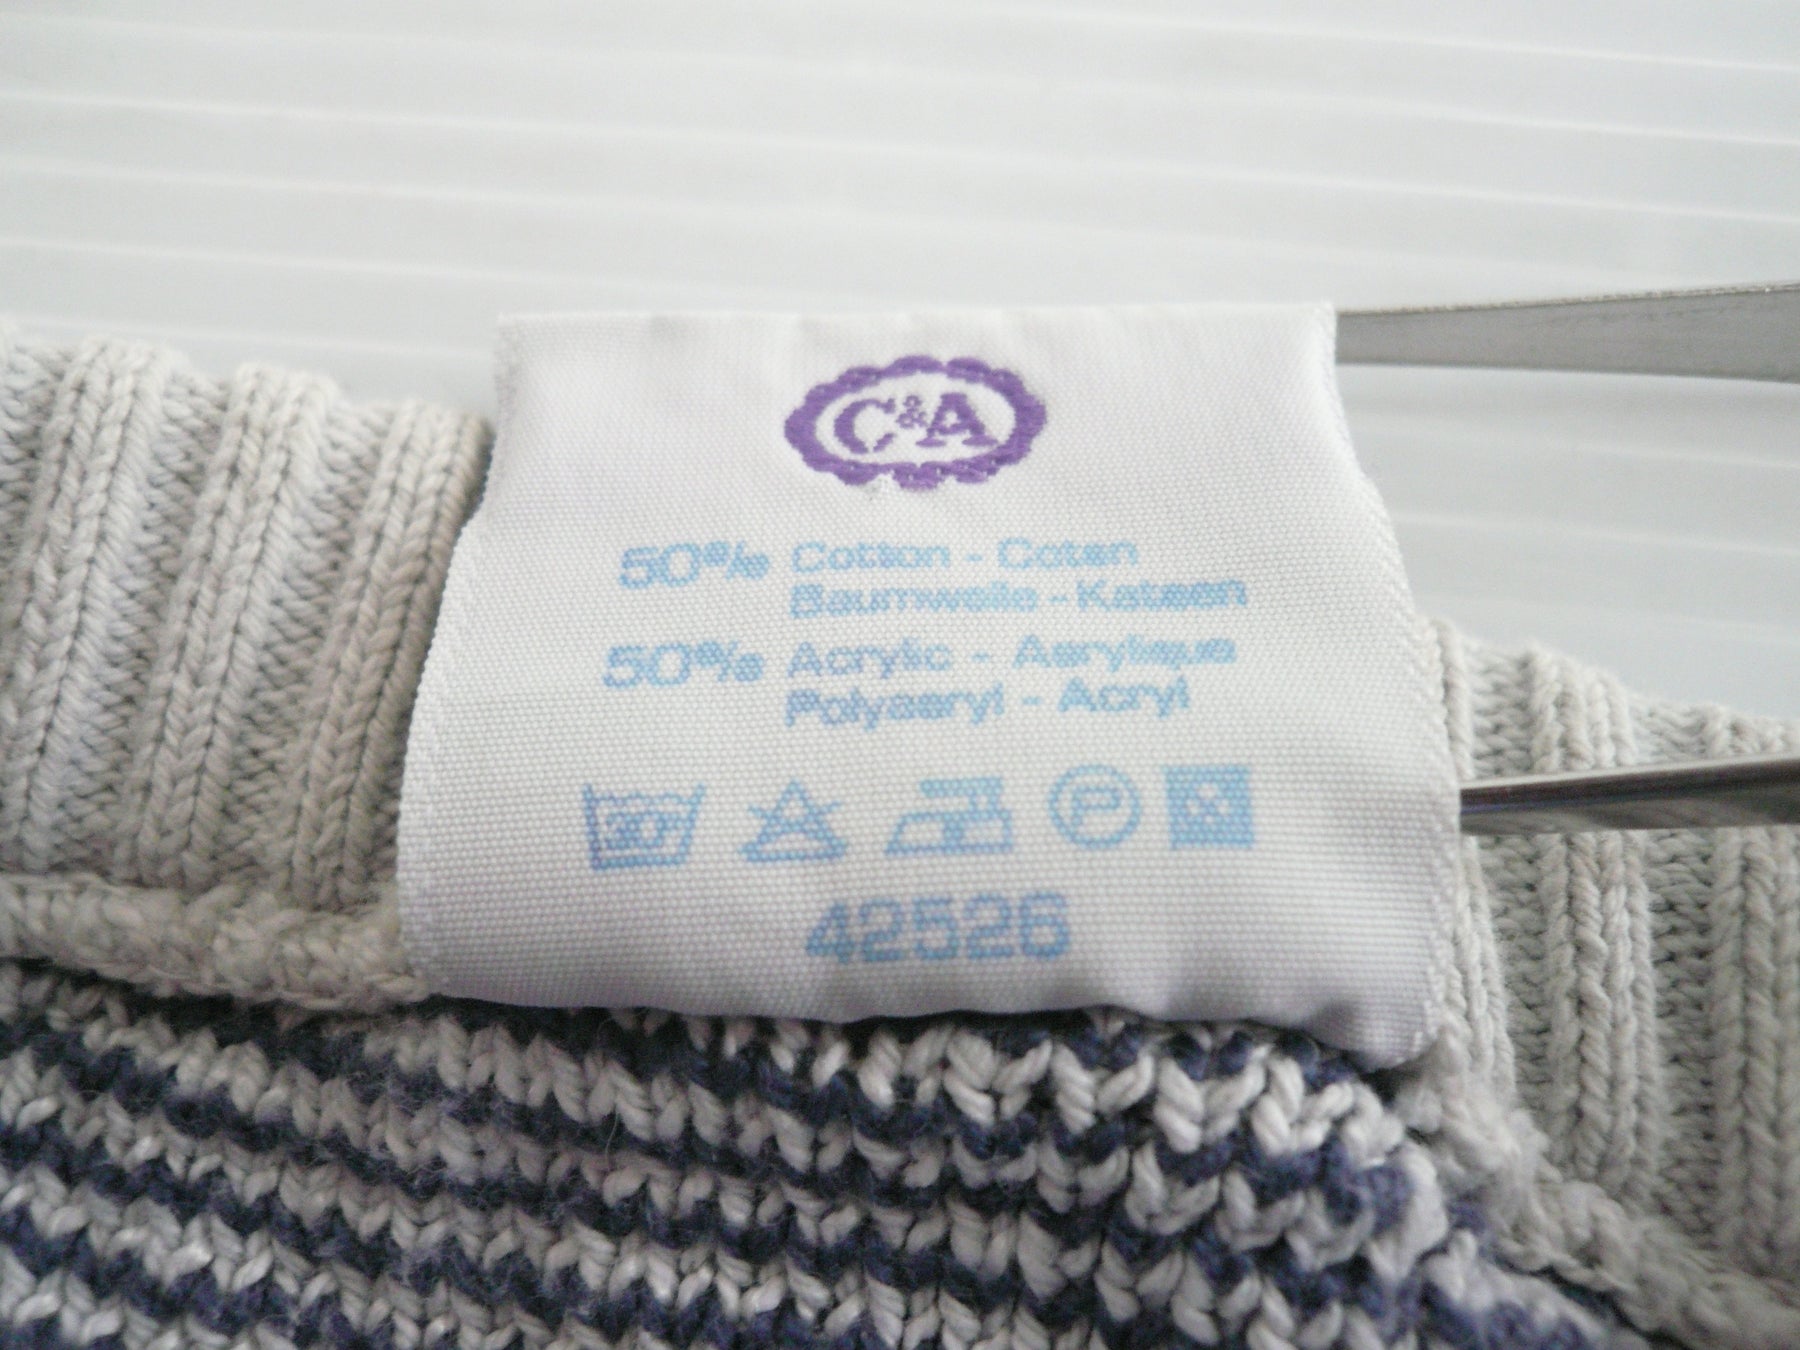 C&A
50% Cotton - Coton
Baumwolle - Katoen
50% Acrylic - Acrylique
Polyacryl - Acryl
30°
P
42526